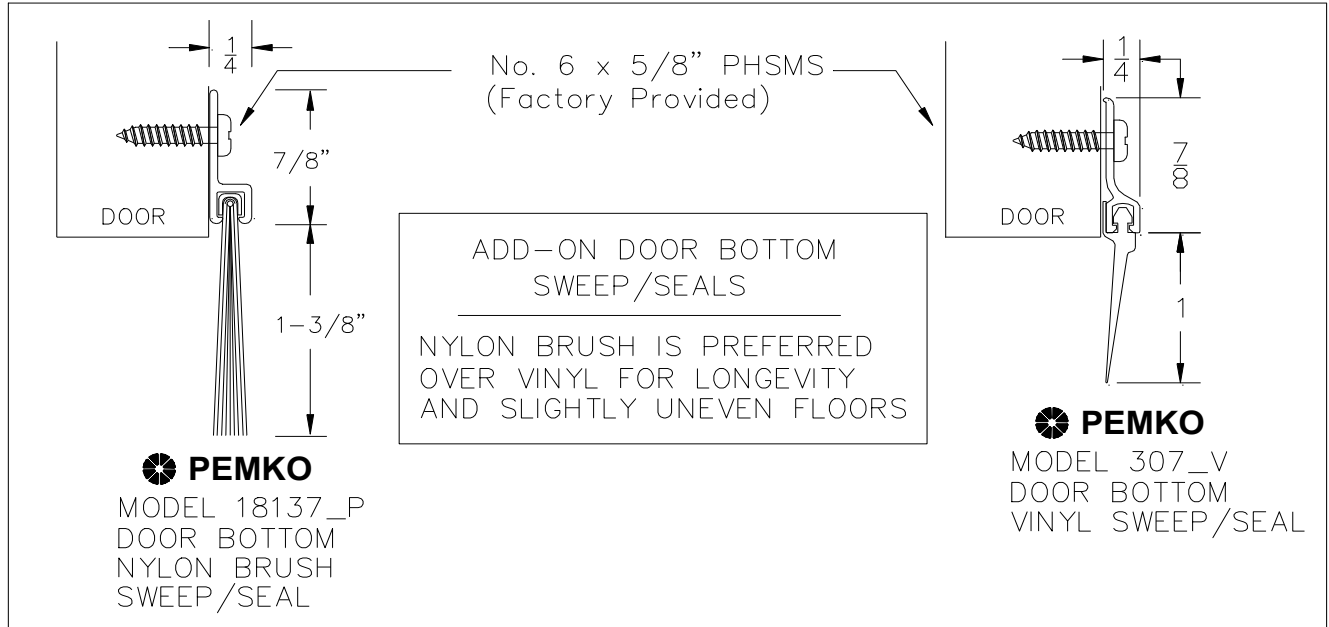 1/4
7/8"
DOOR
1-3/8"
PEMKO
MODEL 18137_P
DOOR BOTTOM
NYLON BRUSH
SWEEP/SEAL
No. 6 x 5/8" PHSMS
(Factory Provided)
ADD-ON DOOR BOTTOM
SWEEP/SEALS
NYLON BRUSH IS PREFERRED
OVER VINYL FOR LONGEVITY
AND SLIGHTLY UNEVEN FLOORS
1/4
7/8
DOOR
1
PEMKO
MODEL 307_V
DOOR BOTTOM
VINYL SWEEP/SEAL